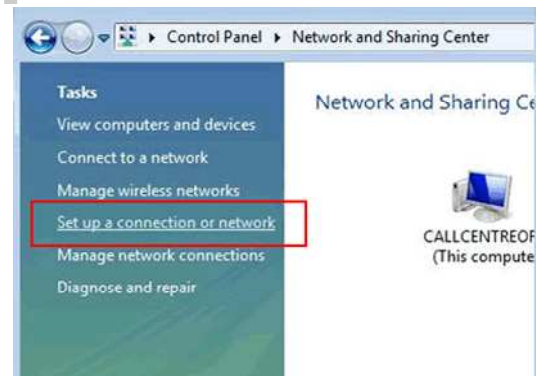 Control Panel Network and Sharing Center
Tasks
View computers and devices
Connect to a network
Manage wireless networks
Set up a connection or network
Manage network connections
Diagnose and repair
Network and Sharing Ce
CALLCENTREOF
(This compute